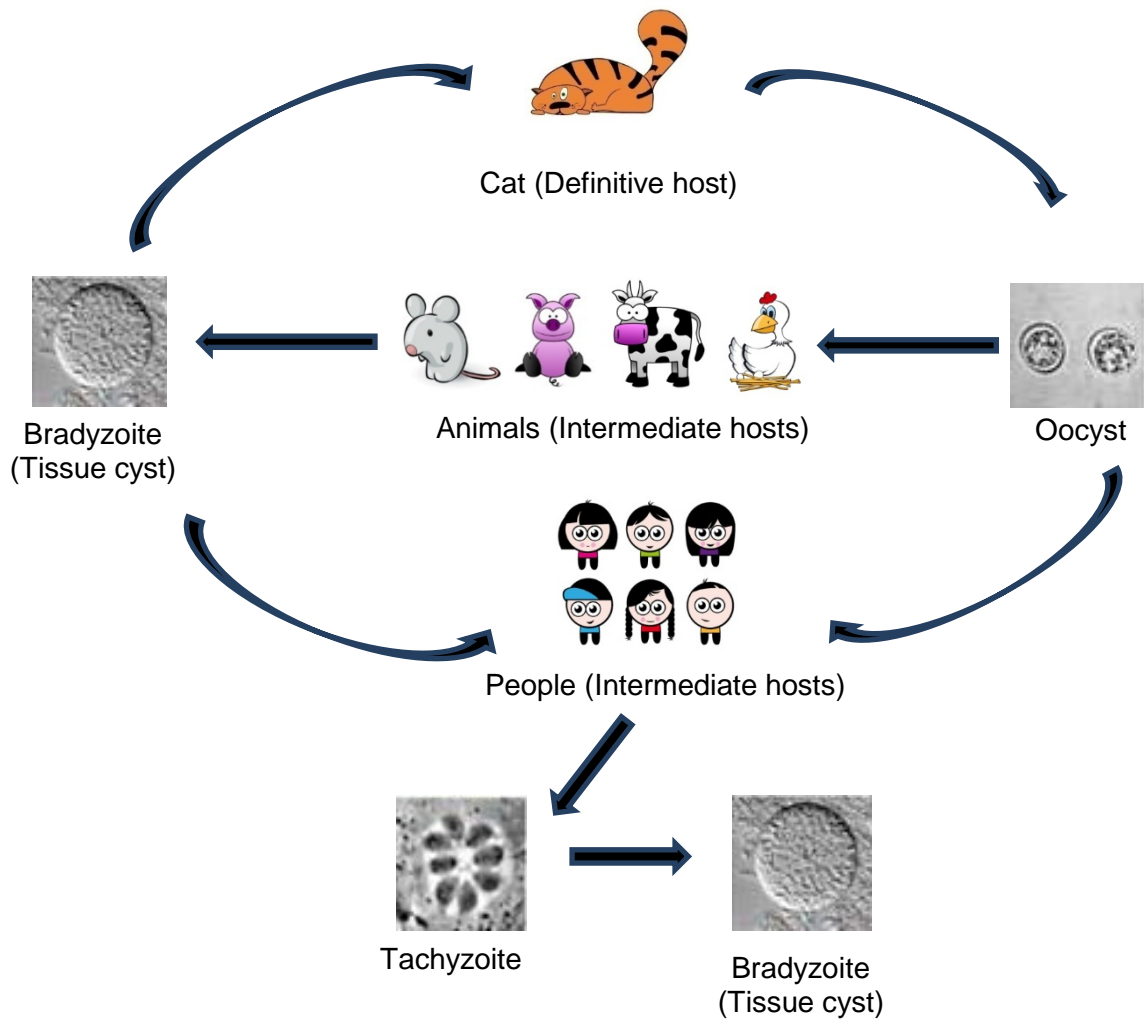 Cat (Definitive host)
Bradyzoite
(Tissue cyst)
Animals (Intermediate hosts)
Oocyst
People (Intermediate hosts)
Tachyzoite
Bradyzoite
(Tissue cyst)